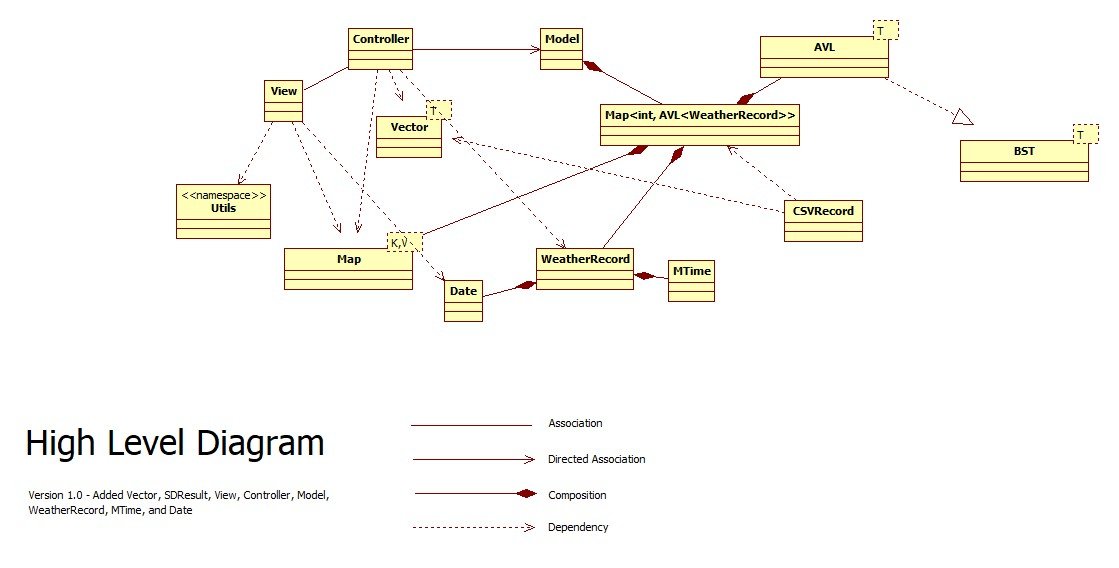 T
AVL
Controller
Model
View
T
Vector
Map<int, AVL<WeatherRecord>>
T
BST
<<namespace>>
Utils
CSVRecord
K,V
Map
WeatherRecord
MTime
Date
High Level Diagram
Version 1.0 - Added Vector, SDResult, View, Controller, Model,
WeatherRecord, MTime, and Date
Association
Directed Association
Composition
Dependency